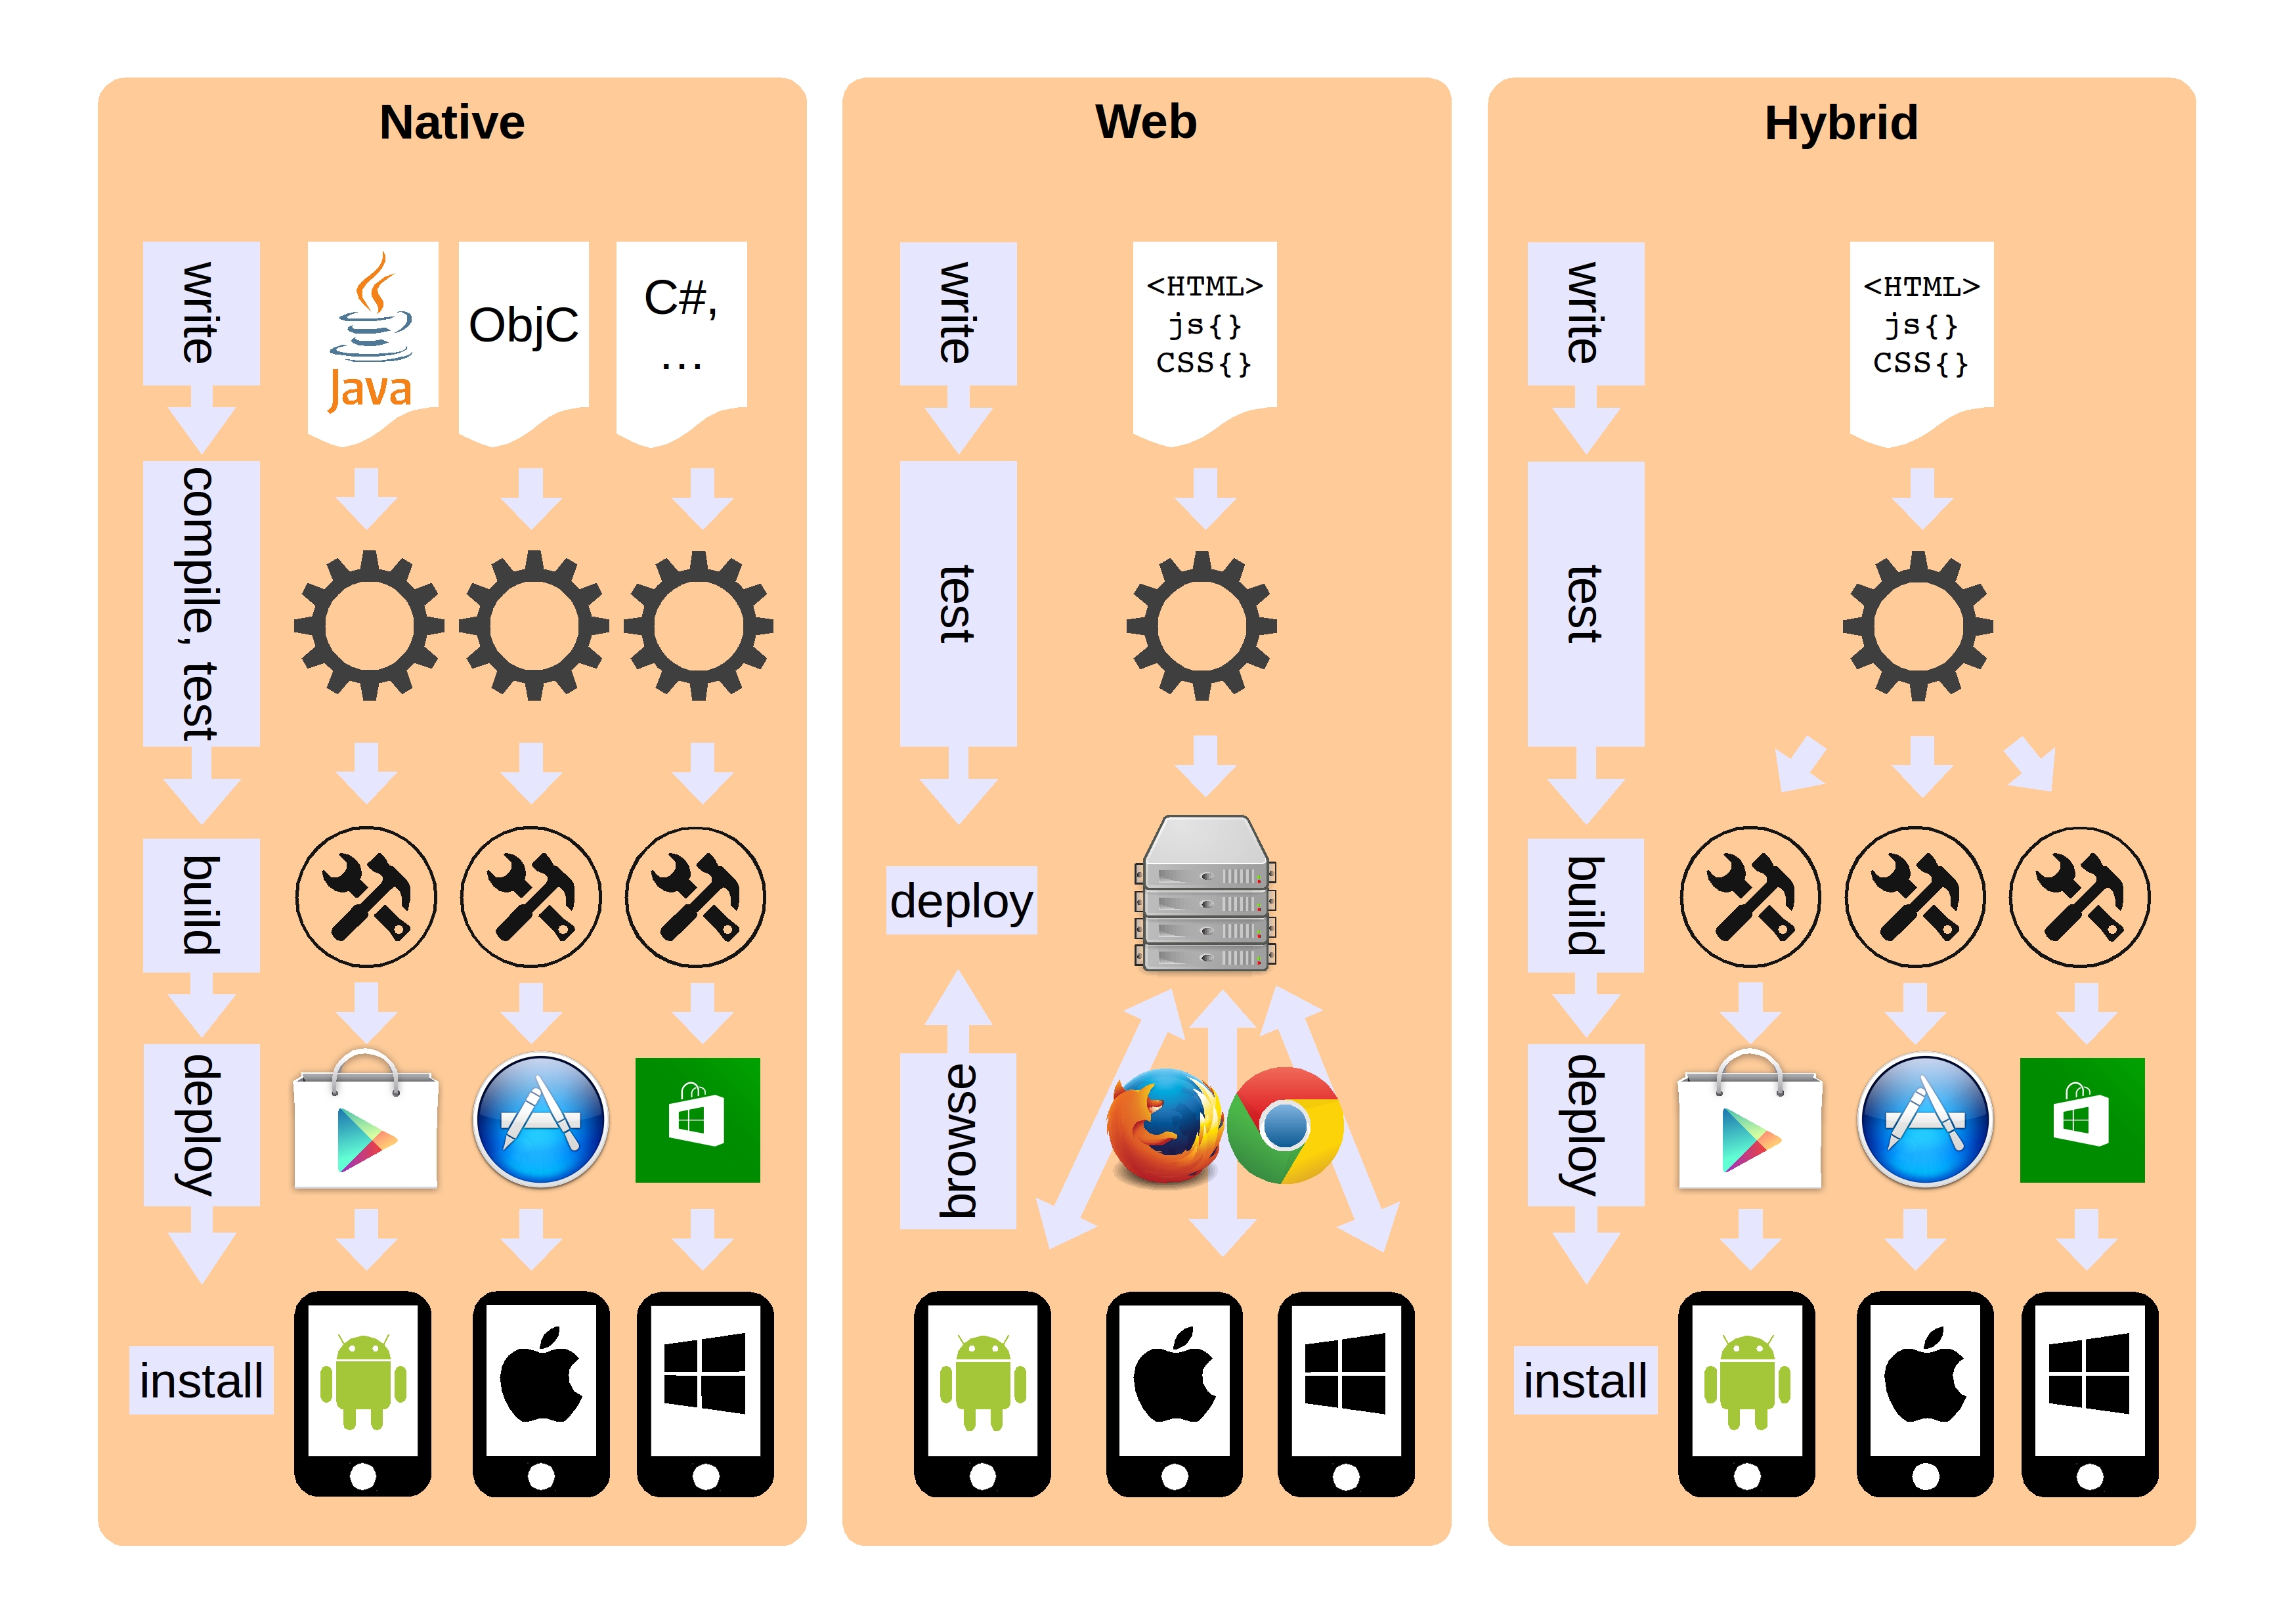 Native
write
Java
ObjC
C#,
...
compile, test
build
deploy
install
Web
write
<HTML>
js{}
CSS{}
test
deploy
browse
Hybrid
write
<HTML>
js{}
CSS{}
test
build
deploy
install